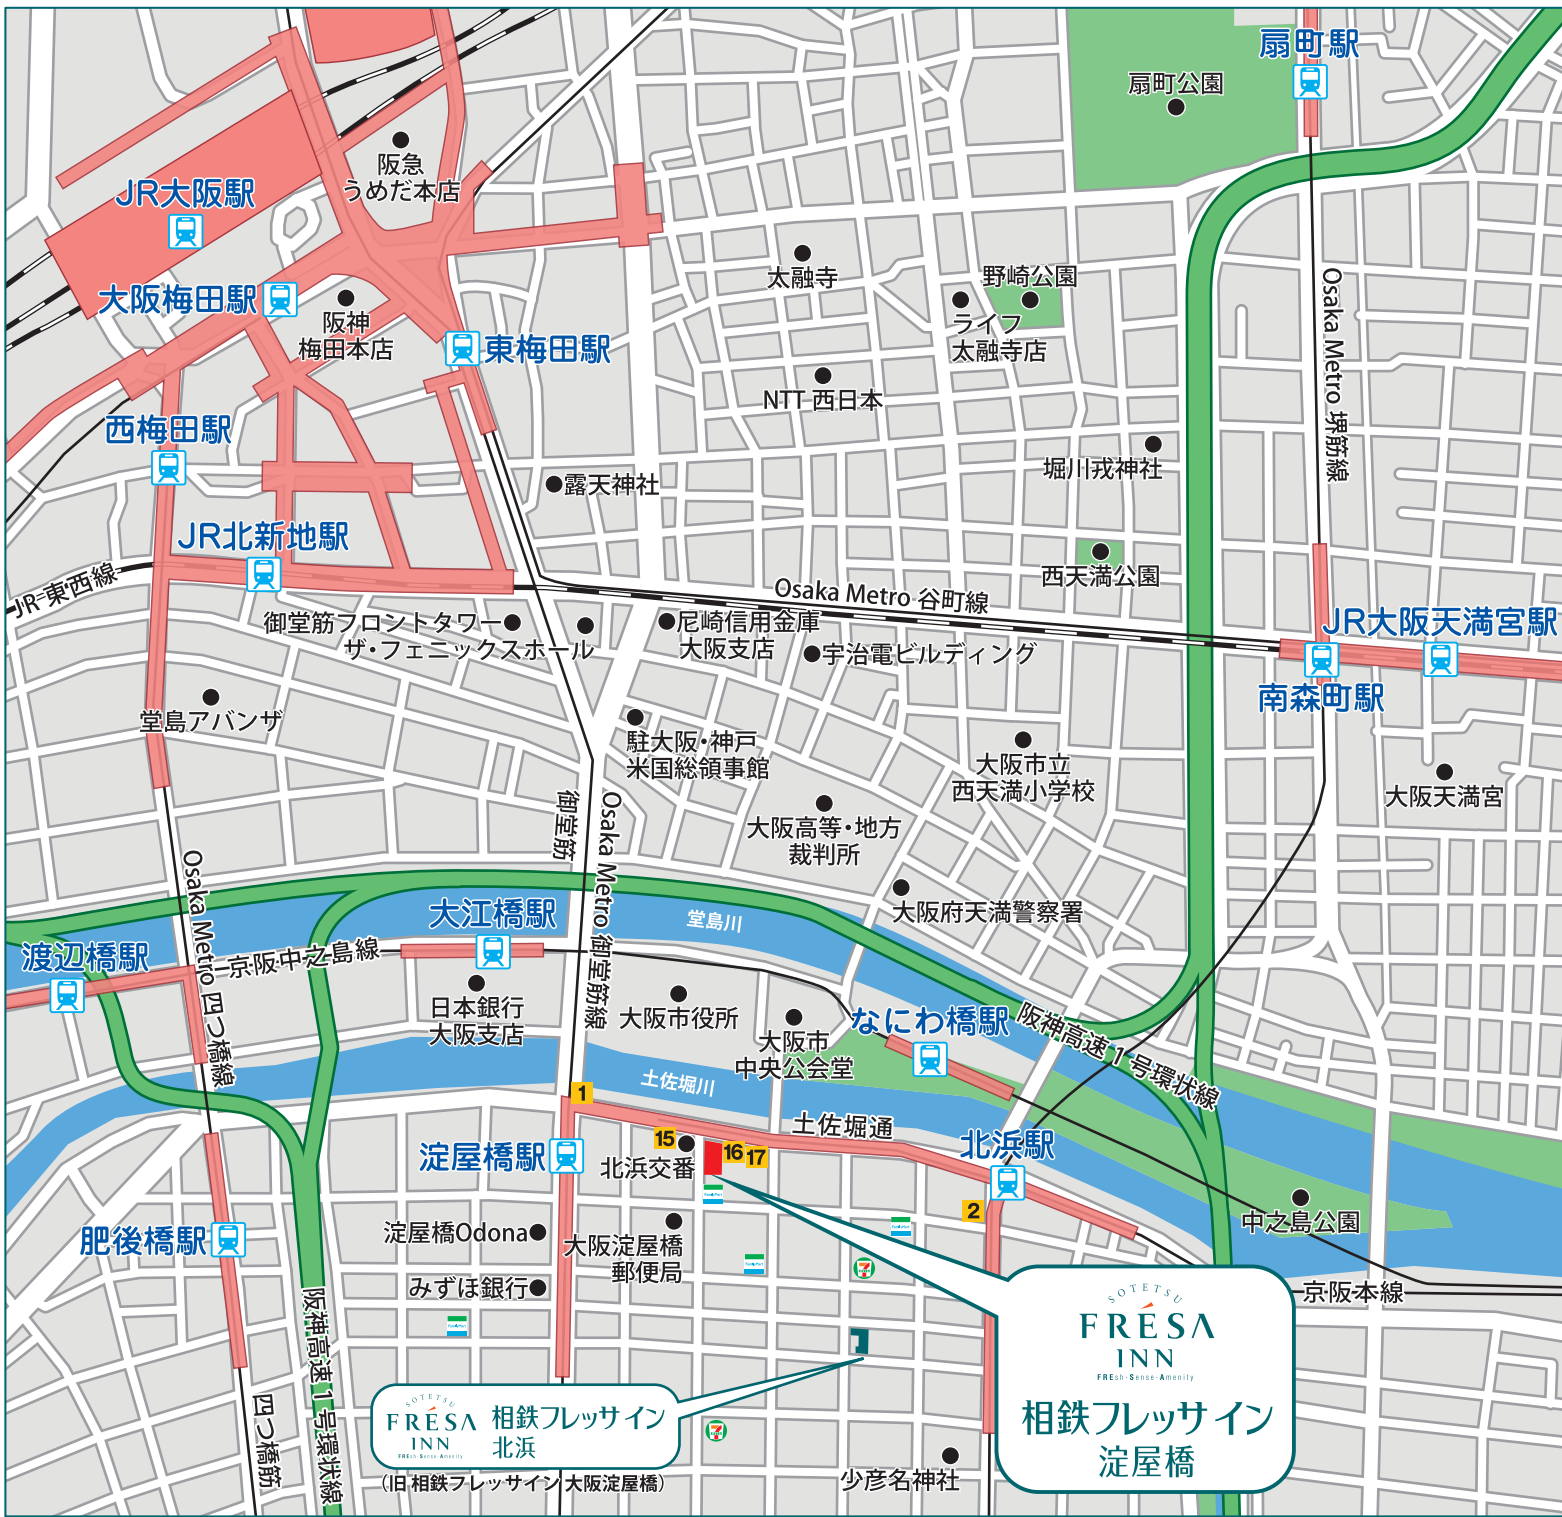 扇町駅
扇町公園
阪急
うめだ本店
JR大阪駅
太融寺
野崎公園
大阪梅田駅
阪神
梅田本店
ライフ
太融寺店
東梅田駅
Osaka Metro 堺筋線
NTT 西日本
西梅田駅
堀川戎神社
露天神社
JR北新地駅
西天満公園
JR 東西線
Osaka Metro 谷町線
御堂筋フロントタワー
ザ・フェニックスホール
尼崎信用金庫
大阪支店
宇治電ビルディング
JR大阪天満宮駅
南森町駅
堂島アバンザ
駐大阪・神戸
米国総領事館
大阪市立
西天満小学校
大阪天満宮
御堂筋
Osaka Metro 御堂筋線
大阪高等・地方
裁判所
Osaka Metro 四つ橋線
大阪府天満警察署
大江橋駅
堂島川
渡辺橋駅
京阪中之島線
日本銀行
大阪支店
大阪市役所
大阪市
中央公会堂
なにわ橋駅
阪神高速1号環状線
土佐堀川
1
土佐堀通
淀屋橋駅
15
北浜交番
16
17
北浜駅
2
中之島公園
肥後橋駅
淀屋橋Odona
大阪淀屋橋
郵便局
みずほ銀行
FamilyMart
FamilyMart
FamilyMart
FamilyMart
7
ELEVEN
7
ELEVEN
京阪本線
阪神高速1号環状線
四つ橋筋
SOTETSU
FRESA
INN
FREsh·Sense·Amenity
相鉄フレッサイン
淀屋橋
SOTETSU
FRESA
INN
FREsh·Sense·Amenity
相鉄フレッサイン
北浜
（旧 相鉄フレッサイン 大阪淀屋橋）
少彦名神社